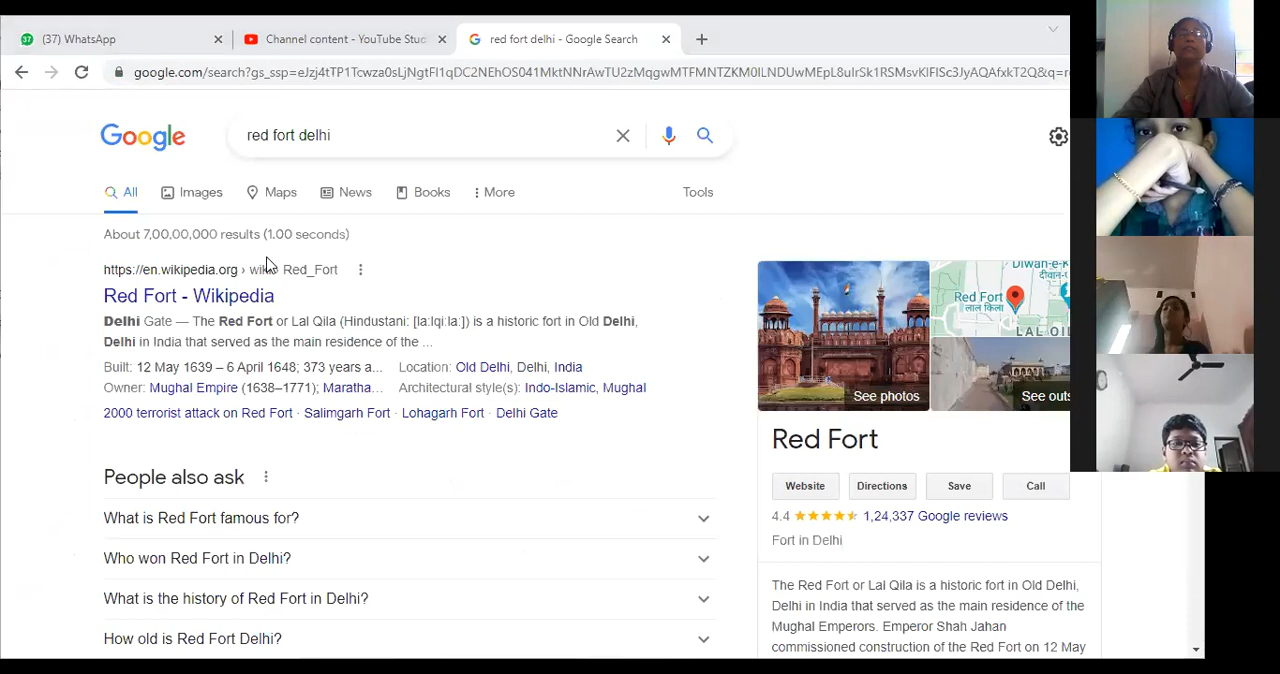 (37) WhatsApp
Channel content - YouTube Stud
red fort delhi - Google Search
Google
red fort delhi
All
Images
Maps
News
Books
More
Tools
About 7,00,00,000 results (1.00 seconds)
https://en.wikipedia.org › wiki Red_Fort
Red Fort - Wikipedia
Delhi Gate — The Red Fort or Lal Qila (Hindustani: [laːlqiːlaː]) is a historic fort in Old Delhi,
Delhi in India that served as the main residence of the ...
Built: 12 May 1639 – 6 April 1648; 373 years a...
Location: Old Delhi, Delhi, India
Owner: Mughal Empire (1638–1771); Maratha...
Architectural style(s): Indo-Islamic, Mughal
2000 terrorist attack on Red Fort · Salimgarh Fort · Lohagarh Fort · Delhi Gate
People also ask
What is Red Fort famous for?
Who won Red Fort in Delhi?
What is the history of Red Fort in Delhi?
How old is Red Fort Delhi?
See photos
Diwan-e-K
दीवान-ए
Red Fort
लाल किला
LAL QIL
See outs
Red Fort
Website
Directions
Save
Call
4.4
1,24,337 Google reviews
Fort in Delhi
The Red Fort or Lal Qila is a historic fort in Old Delhi,
Delhi in India that served as the main residence of the
Mughal Emperors. Emperor Shah Jahan
commissioned construction of the Red Fort on 12 May